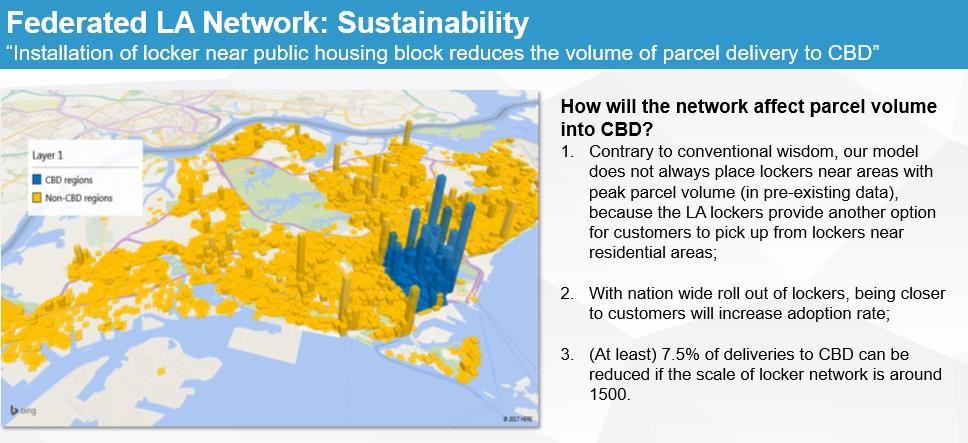 Federated LA Network: Sustainability
“Installation of locker near public housing block reduces the volume of parcel delivery to CBD”
Layer 1
CBD regions
Non-CBD regions
bing
© 2017 HERE
How will the network affect parcel volume
into CBD?
1. Contrary to conventional wisdom, our model
does not always place lockers near areas with
peak parcel volume (in pre-existing data),
because the LA lockers provide another option
for customers to pick up from lockers near
residential areas;
2. With nation wide roll out of lockers, being closer
to customers will increase adoption rate;
3. (At least) 7.5% of deliveries to CBD can be
reduced if the scale of locker network is around
1500.